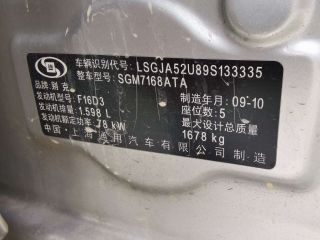 车辆识别代号: LSGJA52U89S133335
整车型号: SGM7168ATA
品牌: 别克
发动机型号: F16D3 制造年月: 09-10
发动机排量: 1.598 L 座位数: 5
发动机额定功率: 78 kW 最大设计总质量: 1678 kg
中国·上海通用汽车有限公司制造